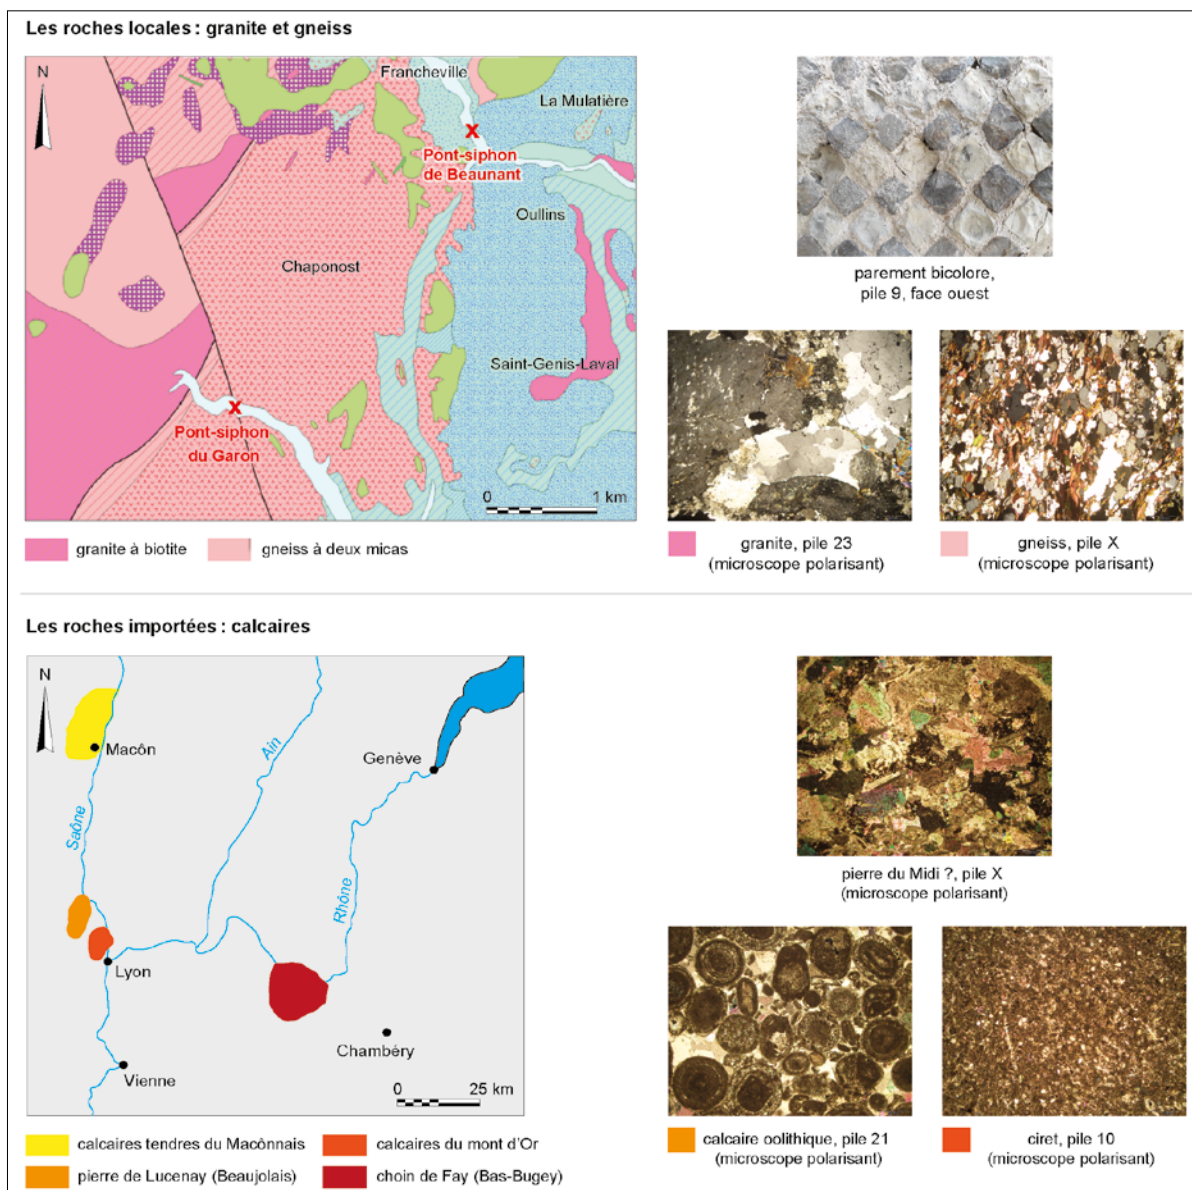 Les roches locales : granite et gneiss
N
Francheville
La Mulatière
Pont-siphon
de Beaunant
Oullins
Chaponost
Saint-Genis-Laval
Pont-siphon
du Garon
0 1 km
granite à biotite
gneiss à deux micas
parement bicolore,
pile 9, face ouest
granite, pile 23
(microscope polarisant)
gneiss, pile X
(microscope polarisant)
Les roches importées : calcaires
N
Macôn
Saône
Ain
Genève
Rhône
Lyon
Chambéry
Vienne
0 25 km
calcaires tendres du Macônnais
calcaires du mont d'Or
pierre de Lucenay (Beaujolais)
choin de Fay (Bas-Bugey)
pierre du Midi ?, pile X
(microscope polarisant)
calcaire oolithique, pile 21
(microscope polarisant)
ciret, pile 10
(microscope polarisant)